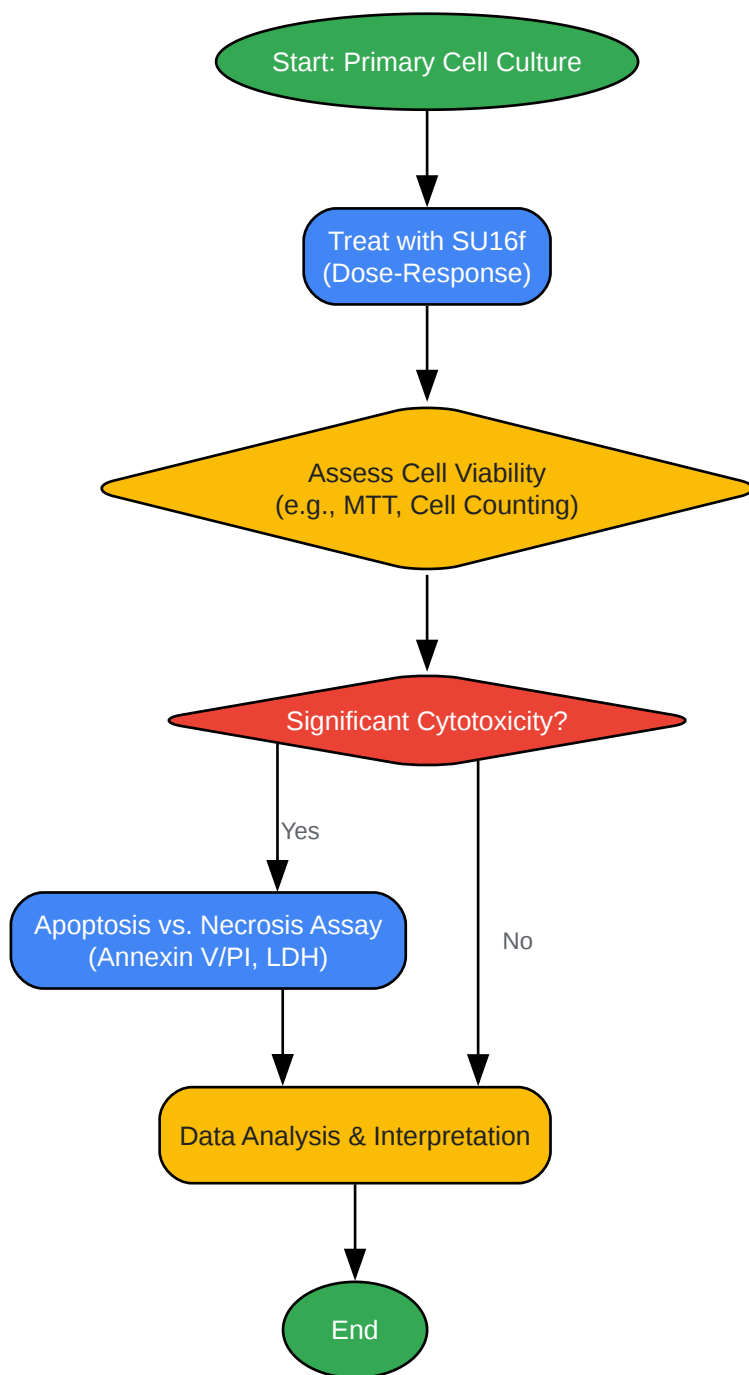 Start: Primary Cell Culture
Treat with SU16f
(Dose-Response)
Assess Cell Viability
(e.g., MTT, Cell Counting)
Significant Cytotoxicity?
Yes
Apoptosis vs. Necrosis Assay
(Annexin V/PI, LDH)
No
Data Analysis & Interpretation
End